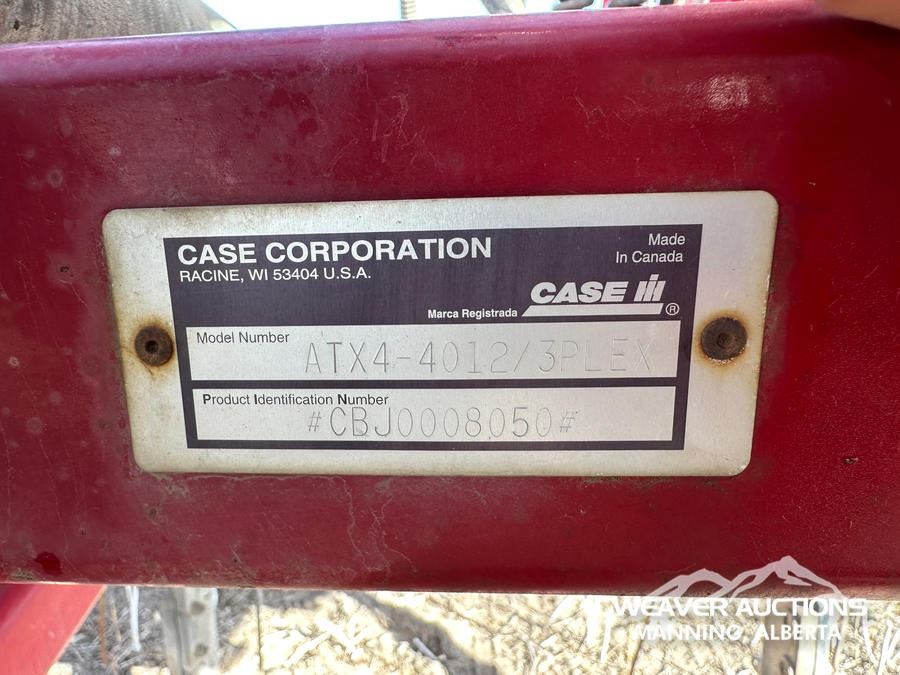 CASE CORPORATION
RACINE, WI 53404 U.S.A.
Made
In Canada
CASE IH
Marca Registrada ®
Model Number ATX4-4012/3PLEX
Product Identification Number
#CBJ0008050#
WEAVER AUCTIONS
MANNING, ALBERTA